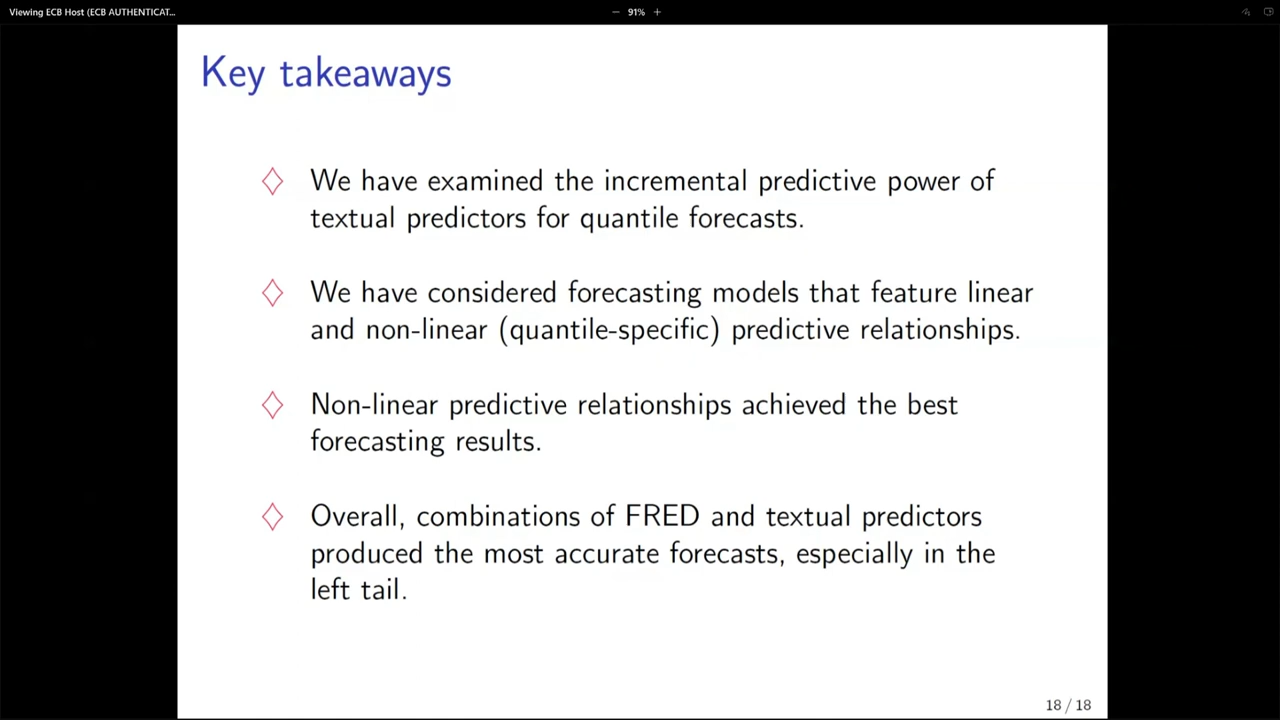 Viewing ECB Host (ECB AUTHENTICAT...
− 91% +
Key takeaways
We have examined the incremental predictive power of
textual predictors for quantile forecasts.
We have considered forecasting models that feature linear
and non-linear (quantile-specific) predictive relationships.
Non-linear predictive relationships achieved the best
forecasting results.
Overall, combinations of FRED and textual predictors
produced the most accurate forecasts, especially in the
left tail.
18 / 18